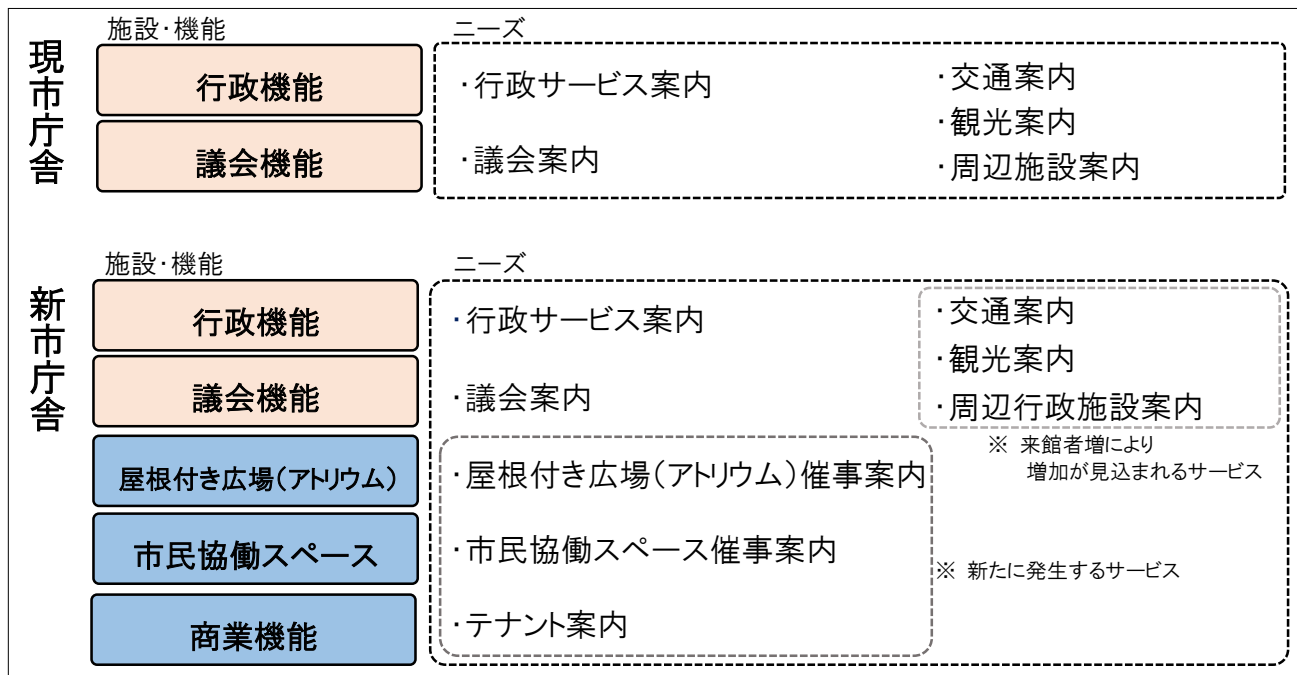 現市庁舎
施設・機能
ニーズ
行政機能
議会機能
・行政サービス案内
・議会案内
・交通案内
・観光案内
・周辺施設案内
新市庁舎
施設・機能
ニーズ
行政機能
議会機能
屋根付き広場（アトリウム）
市民協働スペース
商業機能
・行政サービス案内
・議会案内
・屋根付き広場（アトリウム）催事案内
・市民協働スペース催事案内
・テナント案内
・交通案内
・観光案内
・周辺行政施設案内
※ 来館者増により
増加が見込まれるサービス
※ 新たに発生するサービス